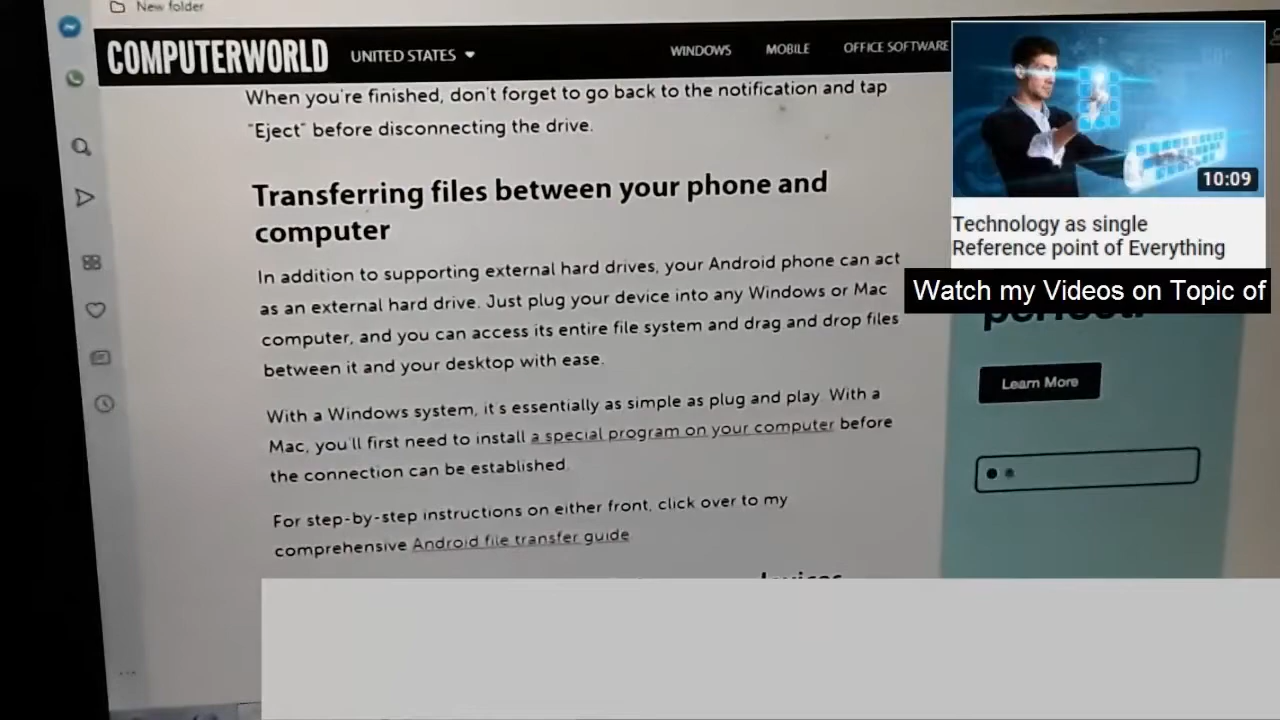 New folder
COMPUTERWORLD
UNITED STATES
WINDOWS MOBILE OFFICE SOFTWARE
When you're finished, don't forget to go back to the notification and tap
"Eject" before disconnecting the drive.
Transferring files between your phone and
computer
In addition to supporting external hard drives, your Android phone can act
as an external hard drive. Just plug your device into any Windows or Mac
computer, and you can access its entire file system and drag and drop files
between it and your desktop with ease.
With a Windows system, it's essentially as simple as plug and play. With a
Mac, you'll first need to install a special program on your computer before
the connection can be established.
For step-by-step instructions on either front, click over to my
comprehensive Android file transfer guide
10:09
Technology as single
Reference point of Everything
Watch my Videos on Topic of
Learn More